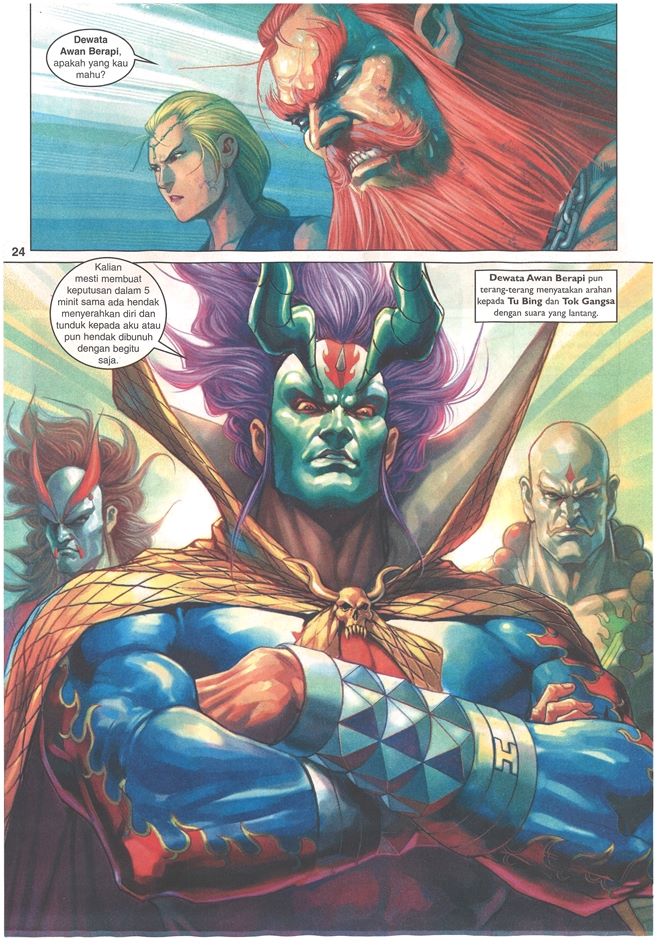 Dewata
Awan Berapi,
apakah yang kau
mahu?
24
Kalian
mesti membuat
keputusan dalam 5
minit sama ada hendak
menyerahkan diri dan
tunduk kepada aku atau
pun hendak dibunuh
dengan begitu
saja.
Dewata Awan Berapi pun
terang-terang menyatakan arahan
kepada Tu Bing dan Tok Gangsa
dengan suara yang lantang.